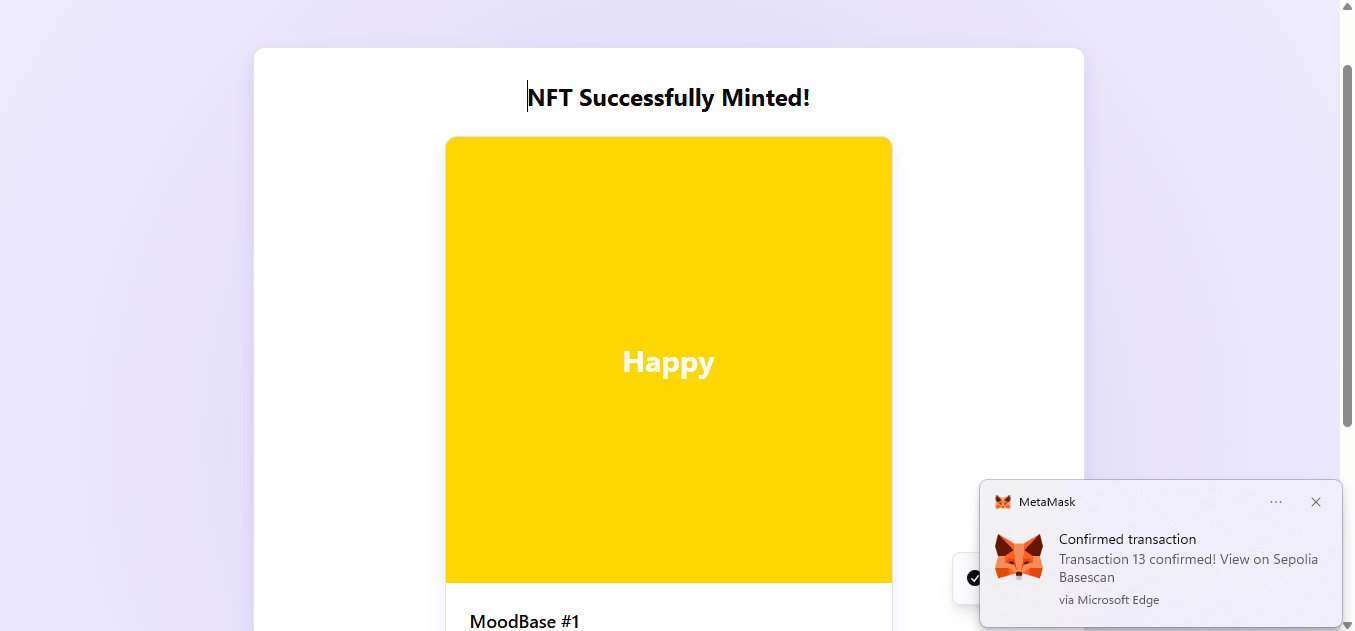 NFT Successfully Minted!
Happy
MoodBase #1
MetaMask
Confirmed transaction
Transaction 13 confirmed! View on Sepolia
Basescan
via Microsoft Edge